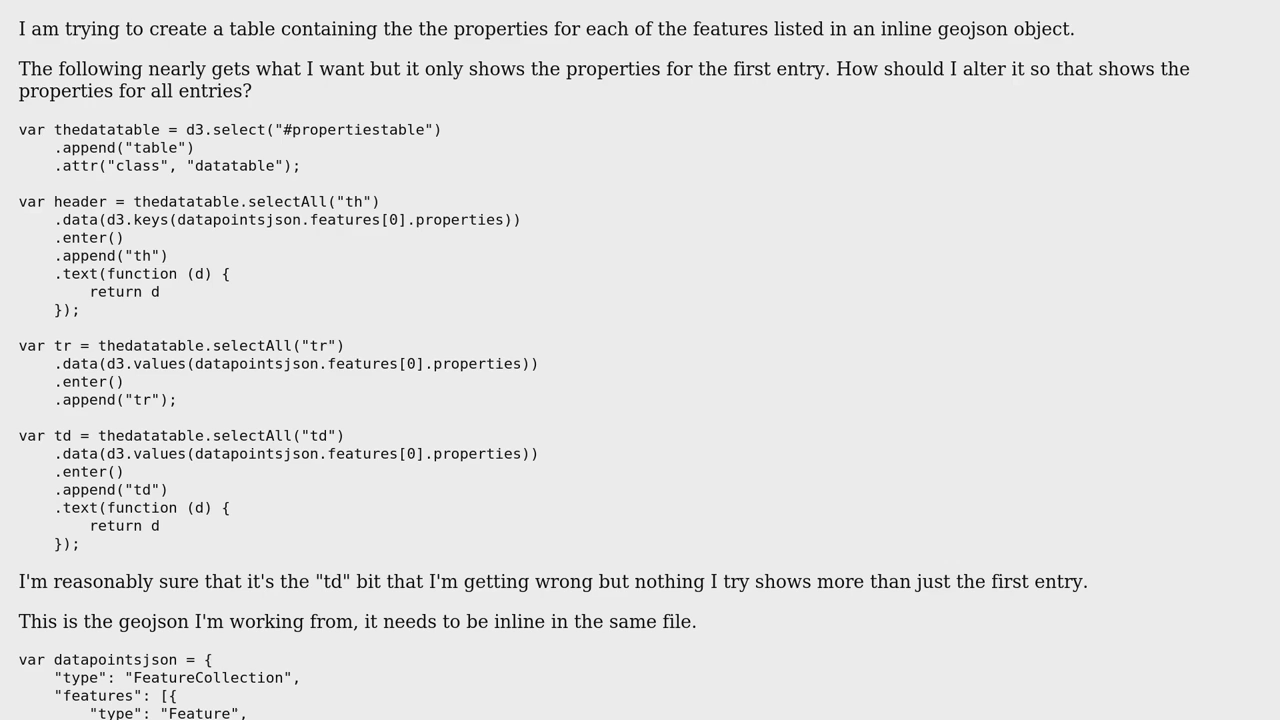 I am trying to create a table containing the the properties for each of the features listed in an inline geojson object.
The following nearly gets what I want but it only shows the properties for the first entry. How should I alter it so that shows the
properties for all entries?
var thedatatable = d3.select("#propertiestable")
    .append("table")
    .attr("class", "datatable");
var header = thedatatable.selectAll("th")
    .data(d3.keys(datapointsjson.features[0].properties))
    .enter()
    .append("th")
    .text(function (d) {
        return d
    });
var tr = thedatatable.selectAll("tr")
    .data(d3.values(datapointsjson.features[0].properties))
    .enter()
    .append("tr");
var td = thedatatable.selectAll("td")
    .data(d3.values(datapointsjson.features[0].properties))
    .enter()
    .append("td")
    .text(function (d) {
        return d
    });
I'm reasonably sure that it's the "td" bit that I'm getting wrong but nothing I try shows more than just the first entry.
This is the geojson I'm working from, it needs to be inline in the same file.
var datapointsjson = {
    "type": "FeatureCollection",
    "features": [{
        "type": "Feature",